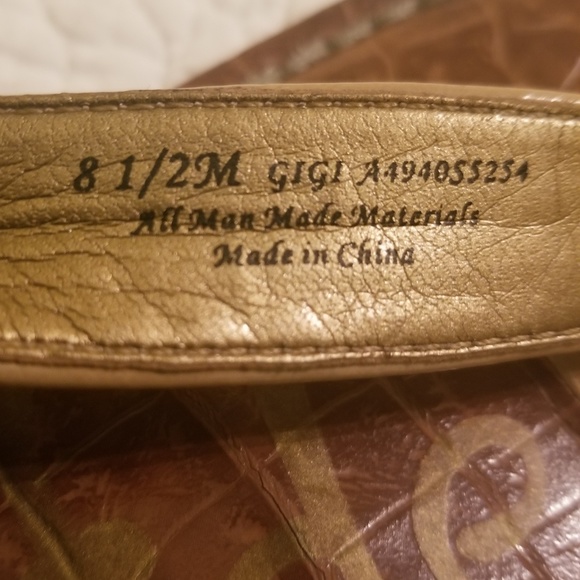 8 1/2M GIGI A494055254
All Man Made Materials
Made in China